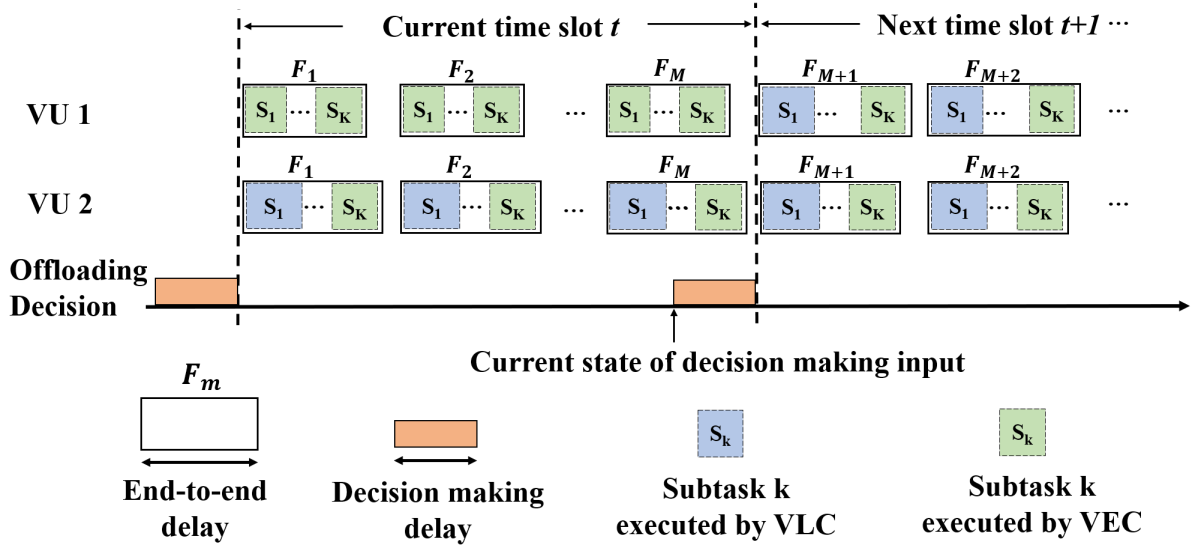 Current time slot t
Next time slot t+1 ...
F1 F2 FM FM+1 FM+2
VU 1
S1 ... SK S1 ... SK ... S1 ... SK S1 ... SK S1 ... SK ...
F1 F2 FM FM+1 FM+2
VU 2
S1 ... SK S1 ... SK ... S1 ... SK S1 ... SK S1 ... SK ...
Offloading
Decision
Current state of decision making input
Fm
End-to-end
delay
Decision making
delay
Sk
Subtask k
executed by VLC
Sk
Subtask k
executed by VEC